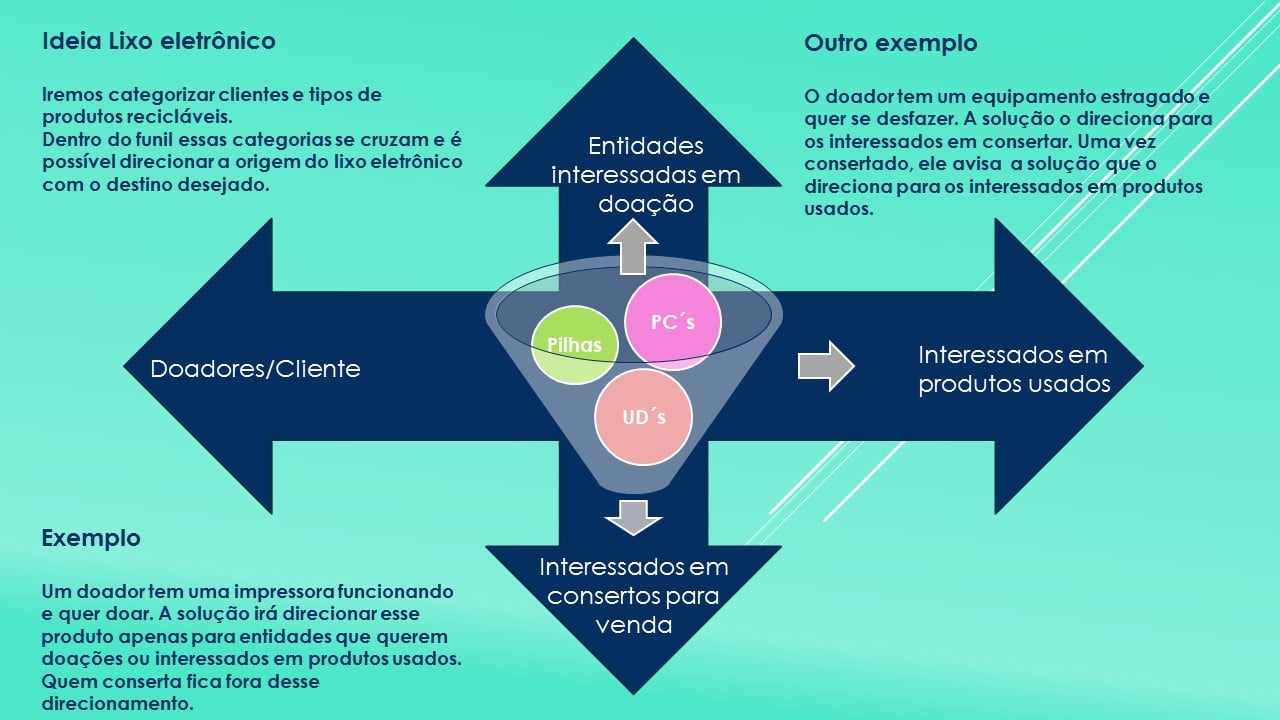 Ideia Lixo eletrônico
Iremos categorizar clientes e tipos de
produtos recicláveis.
Dentro do funil essas categorias se cruzam e é
possível direcionar a origem do lixo eletrônico
com o destino desejado.
Outro exemplo
O doador tem um equipamento estragado e
quer se desfazer. A solução o direciona para
os interessados em consertar. Uma vez
consertado, ele avisa a solução que o
direciona para os interessados em produtos
usados.
Entidades
interessadas em
doação
Doadores/Cliente
Pilhas
PC´s
UD´s
Interessados em
produtos usados
Interessados em
consertos para
venda
Exemplo
Um doador tem uma impressora funcionando
e quer doar. A solução irá direcionar esse
produto apenas para entidades que querem
doações ou interessados em produtos usados.
Quem conserta fica fora desse
direcionamento.